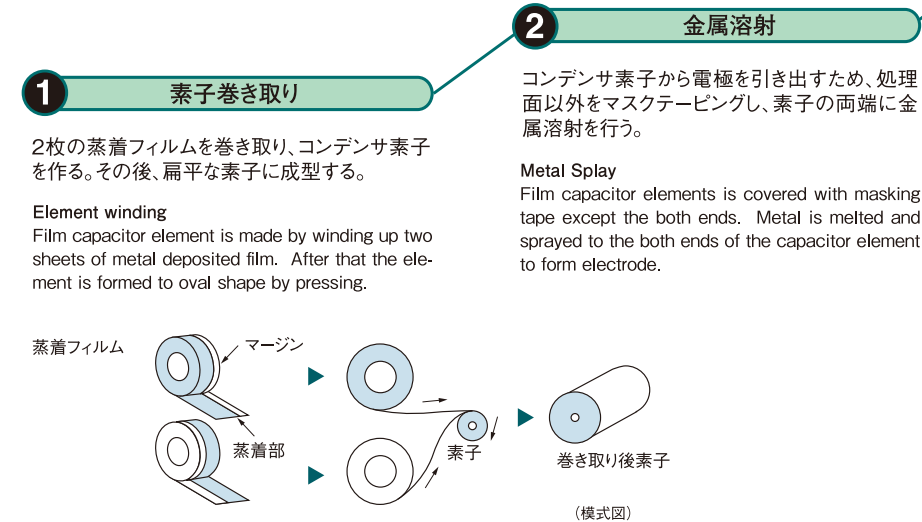 1
素子巻き取り
2枚の蒸着フィルムを巻き取り、コンデンサ素子
を作る。その後、扁平な素子に成型する。
Element winding
Film capacitor element is made by winding up two
sheets of metal deposited film. After that the ele-
ment is formed to oval shape by pressing.
2
金属溶射
コンデンサ素子から電極を引き出すため、処理
面以外をマスクテーピングし、素子の両端に金
属溶射を行う。
Metal Splay
Film capacitor elements is covered with masking
tape except the both ends. Metal is melted and
sprayed to the both ends of the capacitor element
to form electrode.
蒸着フィルム
マージン
蒸着部
素子
巻き取り後素子
（模式図）